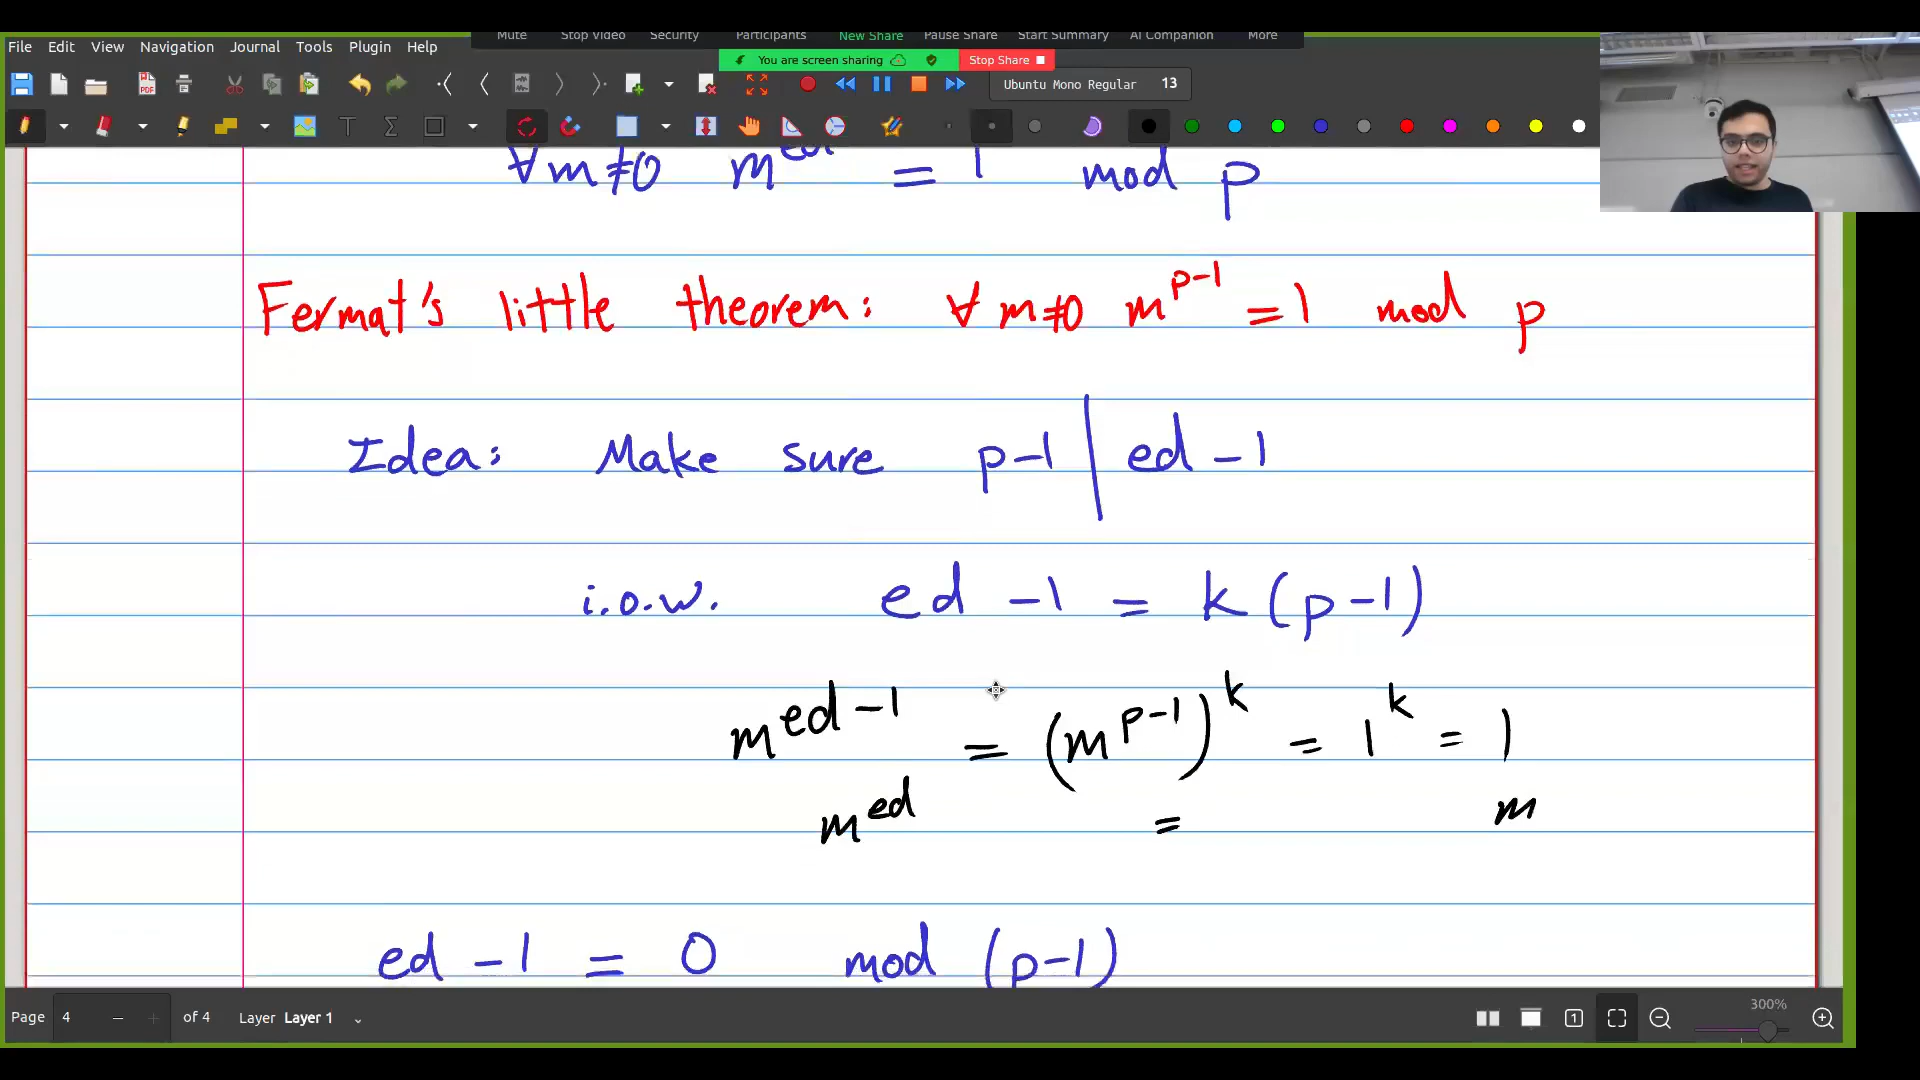 Mute Stop Video Security Participants New Share Pause Share Start Summary AI Companion More
File Edit View Navigation Journal Tools Plugin Help
You are screen sharing Stop Share
Ubuntu Mono Regular 13
∀ m≠0 m^ed = 1 mod p
Fermat's little theorem: ∀ m≠0 m^(p-1) = 1 mod p
Idea: Make sure p-1 | ed-1
i.o.w. ed -1 = k (p-1)
m^(ed-1) = (m^(p-1))^k = 1^k = 1
m^ed = m
ed -1 = 0 mod (p-1)
Page 4 of 4 Layer Layer 1 300%